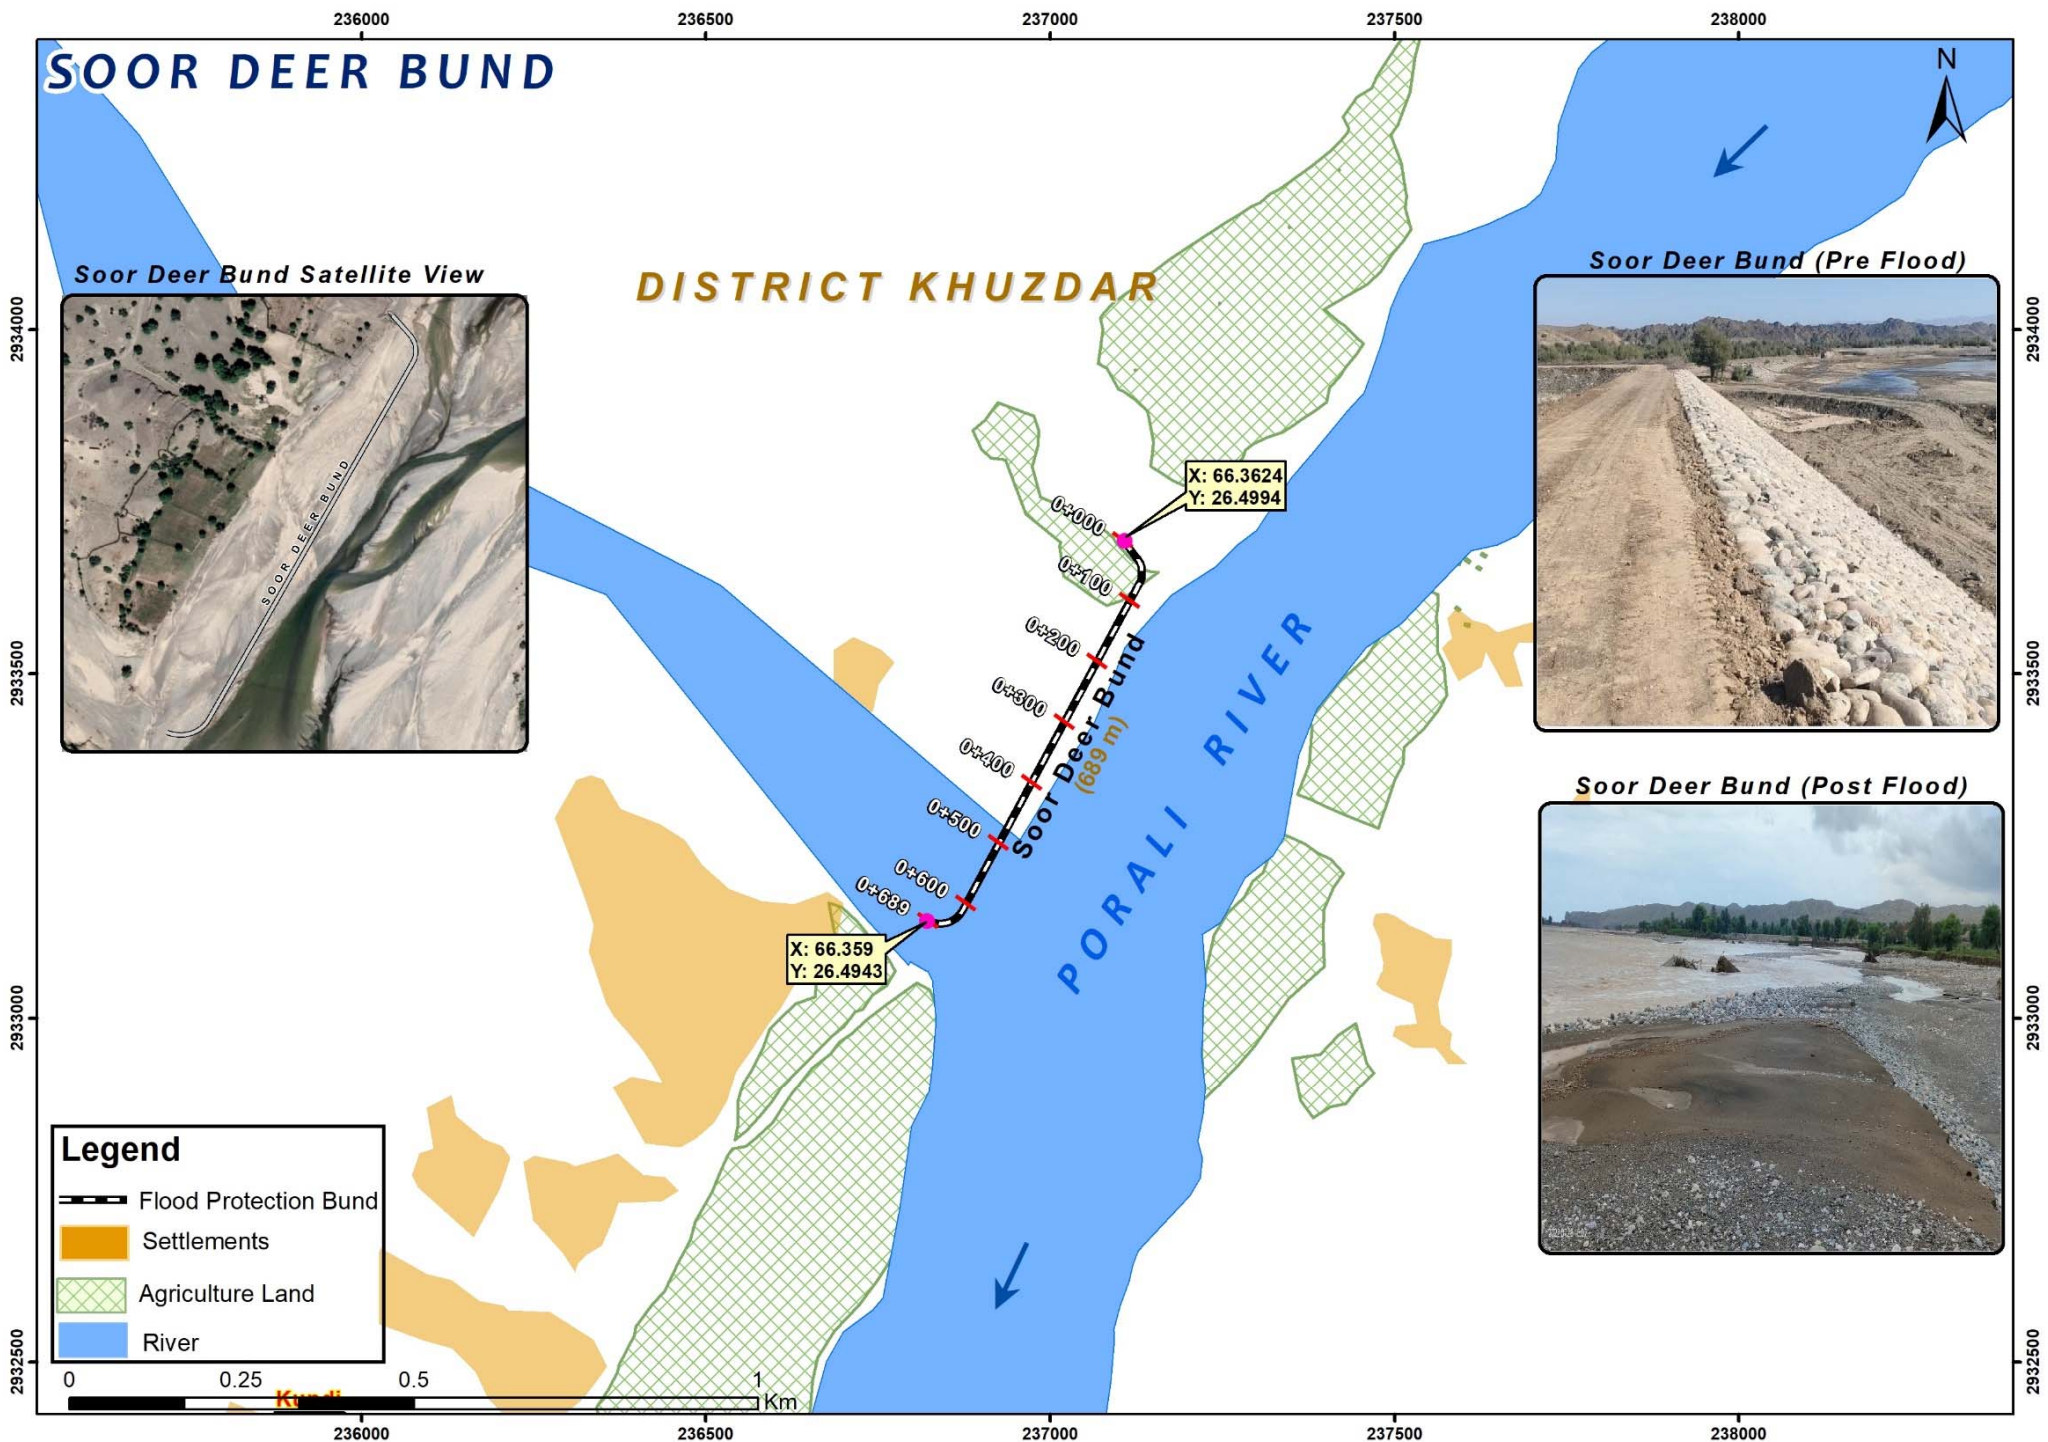 236000 236500 237000 237500 238000
SOOR DEER BUND
N
DISTRICT KHUZDAR
Soor Deer Bund Satellite View
SOOR DEER BUND
Soor Deer Bund (Pre Flood)
Soor Deer Bund (Post Flood)
2934000
2933500
2933000
2932500
2934000
2933500
2933000
2932500
X: 66.3624
Y: 26.4994
0+000
0+100
0+200
0+300
0+400
0+500
0+600
0+689
Soor Deer Bund
(689 m)
PORALI RIVER
X: 66.359
Y: 26.4943
Legend
Flood Protection Bund
Settlements
Agriculture Land
River
0 0.25 0.5 1
Km
236000 236500 237000 237500 238000